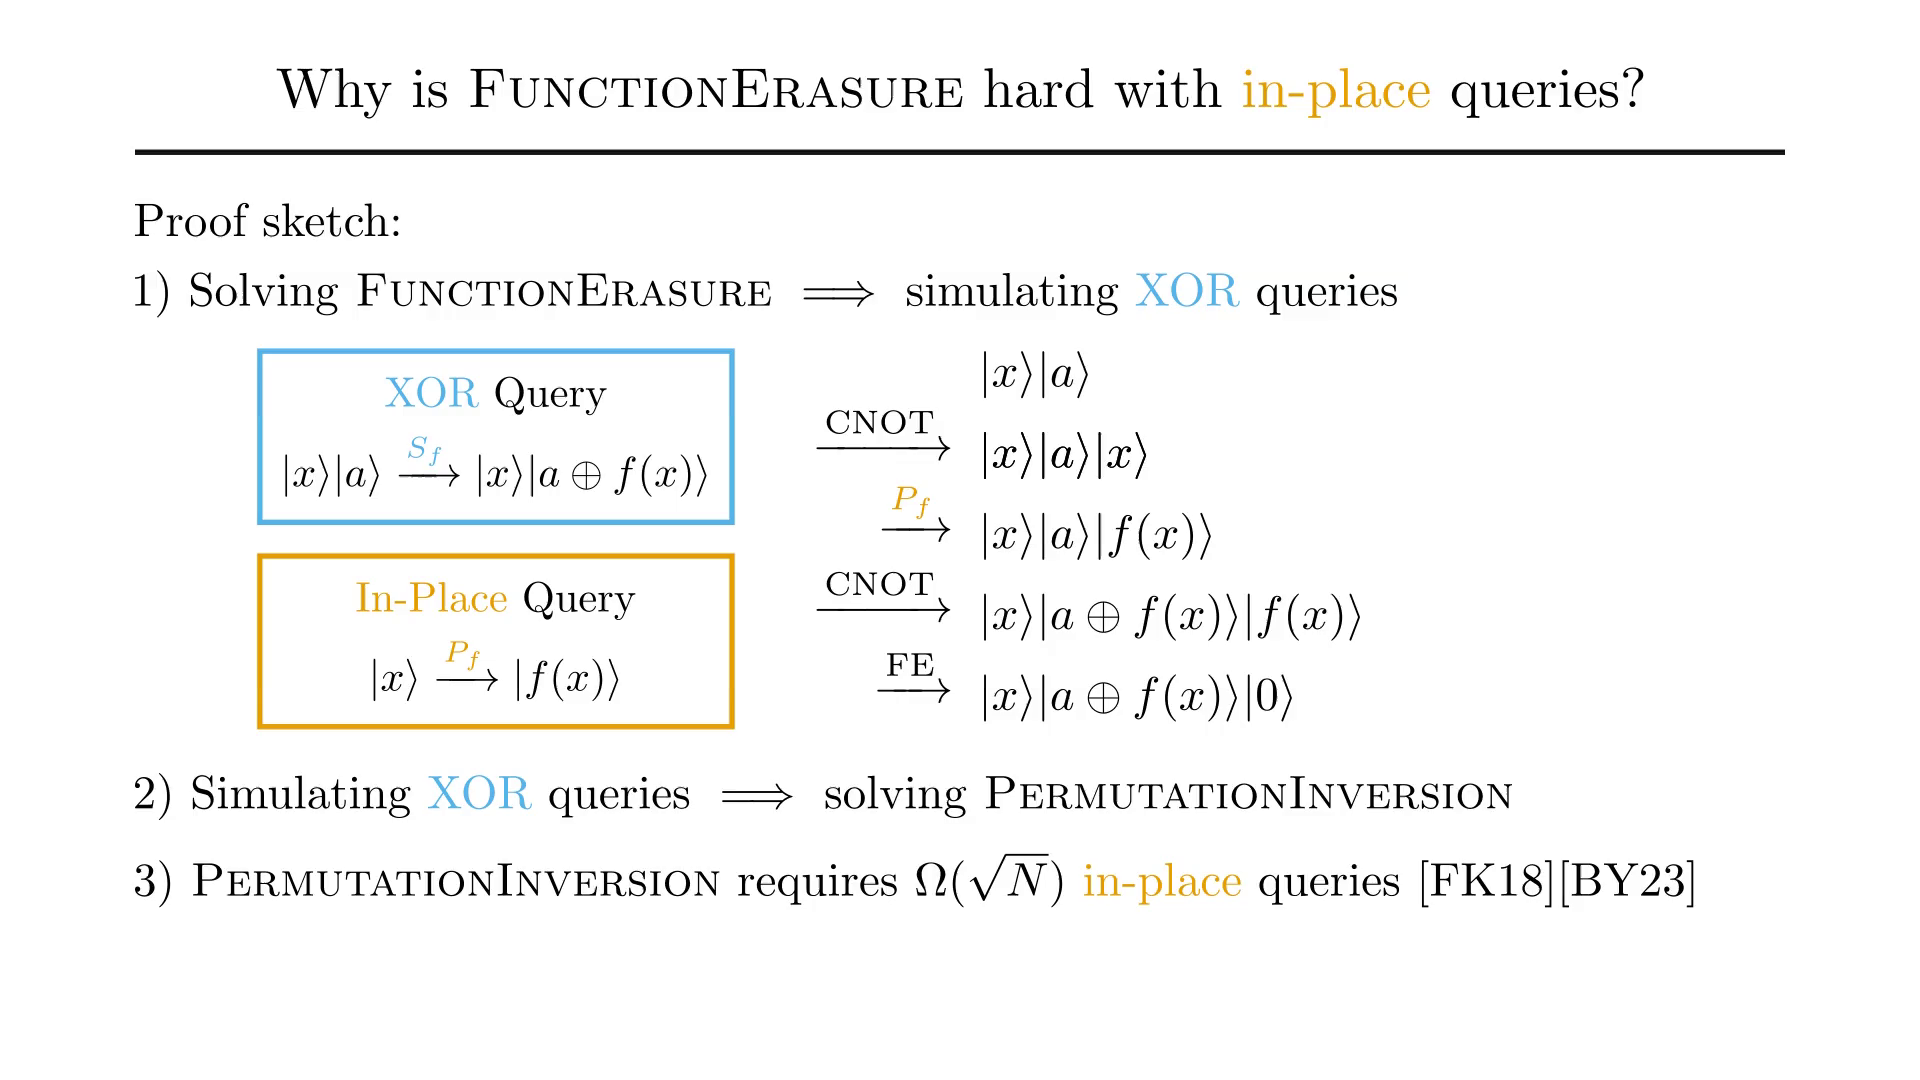 Why is FUNCTIONERASURE hard with in-place queries?
Proof sketch:
1) Solving FUNCTIONERASURE ⟹ simulating XOR queries
XOR Query
|x⟩|a⟩ —S_f→ |x⟩|a ⊕ f(x)⟩
In-Place Query
|x⟩ —P_f→ |f(x)⟩
|x⟩|a⟩
—CNOT→ |x⟩|a⟩|x⟩
—P_f→ |x⟩|a⟩|f(x)⟩
—CNOT→ |x⟩|a ⊕ f(x)⟩|f(x)⟩
—FE→ |x⟩|a ⊕ f(x)⟩|0⟩
2) Simulating XOR queries ⟹ solving PERMUTATIONINVERSION
3) PERMUTATIONINVERSION requires Ω(√N) in-place queries [FK18][BY23]